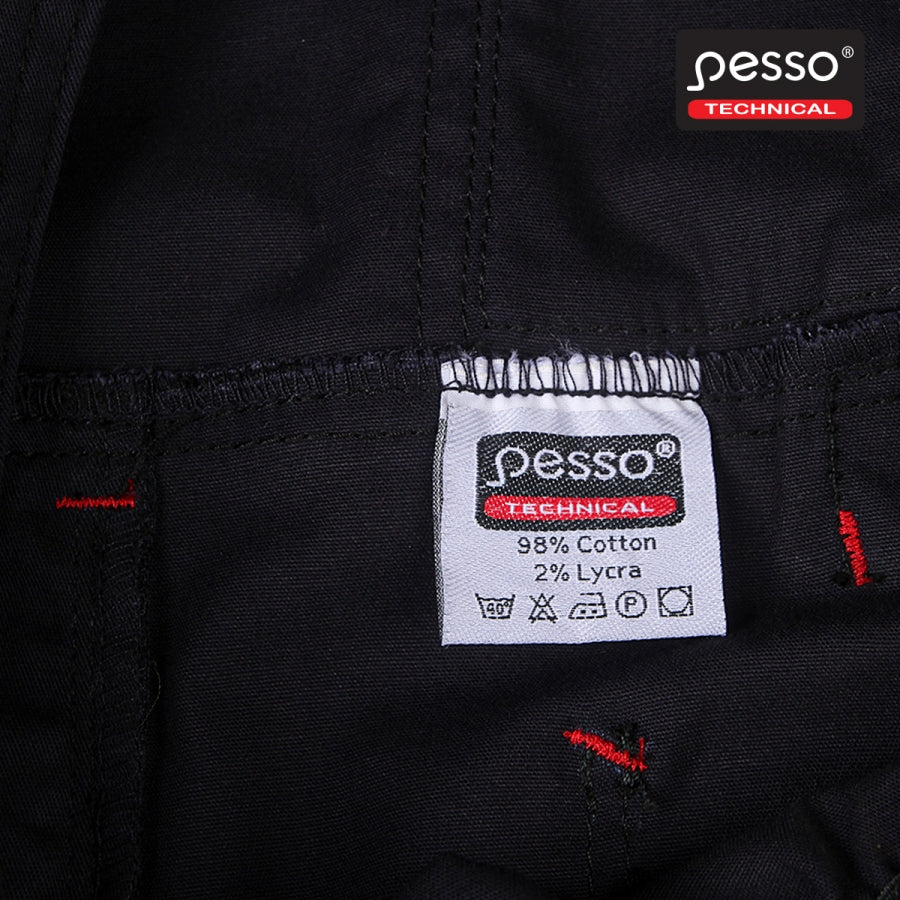 pesso®
TECHNICAL
pesso®
TECHNICAL
98% Cotton
2% Lycra
40° P